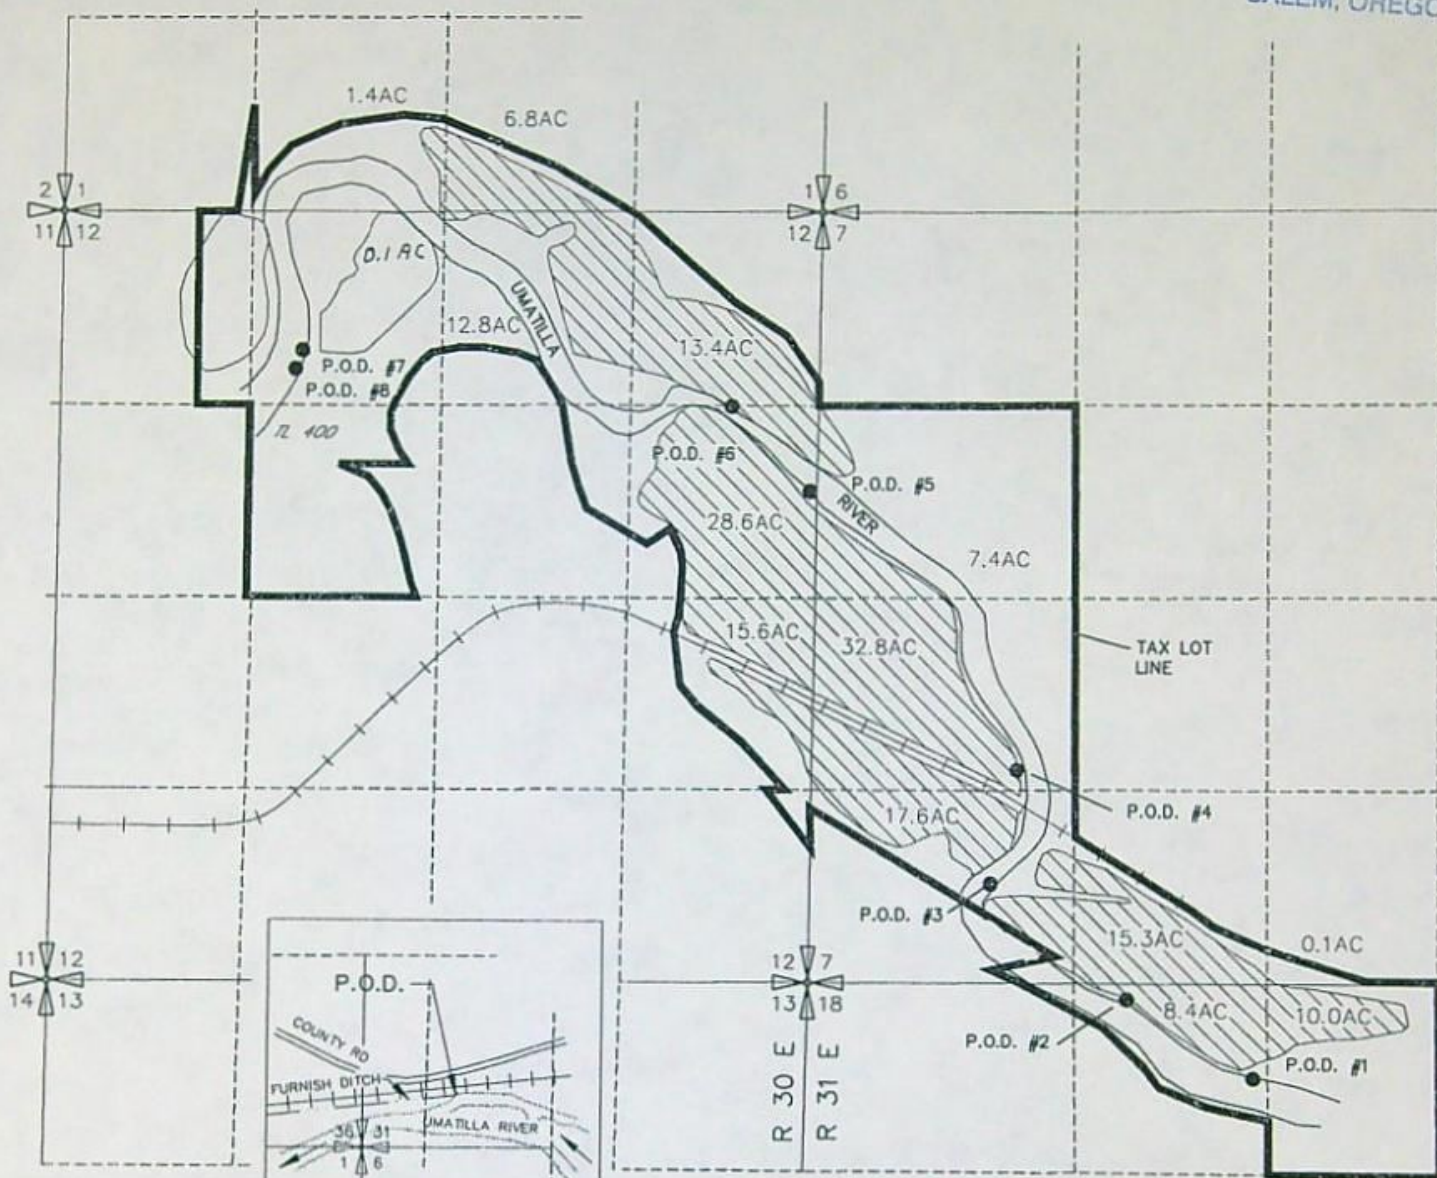 SALEM, OREGO
1.4AC
6.8AC
2 1
11 12
1 6
12 7
0.1 AC
UMATILLA
12.8AC
13.4AC
P.O.D. #7
P.O.D. #8
TL 400
P.O.D. #6
P.O.D. #5
RIVER
28.6AC
7.4AC
15.6AC
32.8AC
TAX LOT
LINE
P.O.D. #4
17.6AC
P.O.D. #3
15.3AC
0.1AC
11 12
14 13
12 7
13 18
8.4AC
10.0AC
P.O.D. #2
P.O.D. #1
R 30 E
R 31 E
P.O.D.
COUNTY RD
FURNISH DITCH
UMATILLA RIVER
36 31
1 6